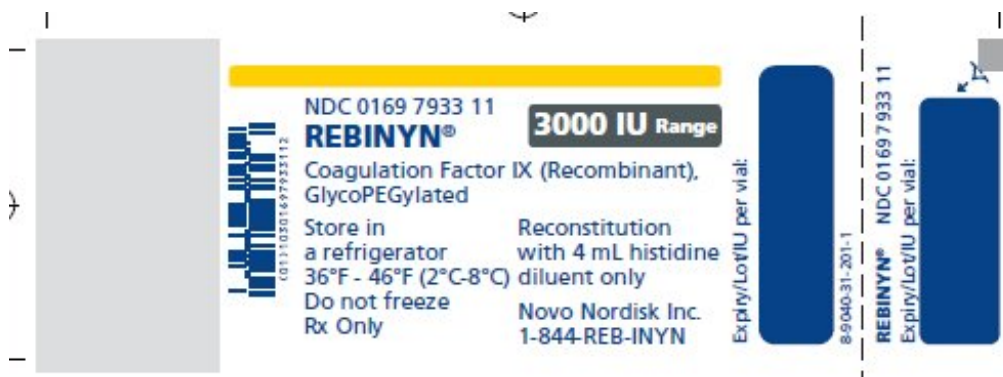 NDC 0169 7933 11
REBINYN®
3000 IU Range
Coagulation Factor IX (Recombinant),
GlycoPEGylated
Store in
a refrigerator
36°F - 46°F (2°C-8°C)
Do not freeze
Rx Only
Reconstitution
with 4 mL histidine
diluent only
Novo Nordisk Inc.
1-844-REB-INYN
(01)10301697933112
Expiry/Lot/IU per vial:
8-9040-31-201-1
REBINYN® NDC 0169 7933 11
Expiry/Lot/IU per vial: